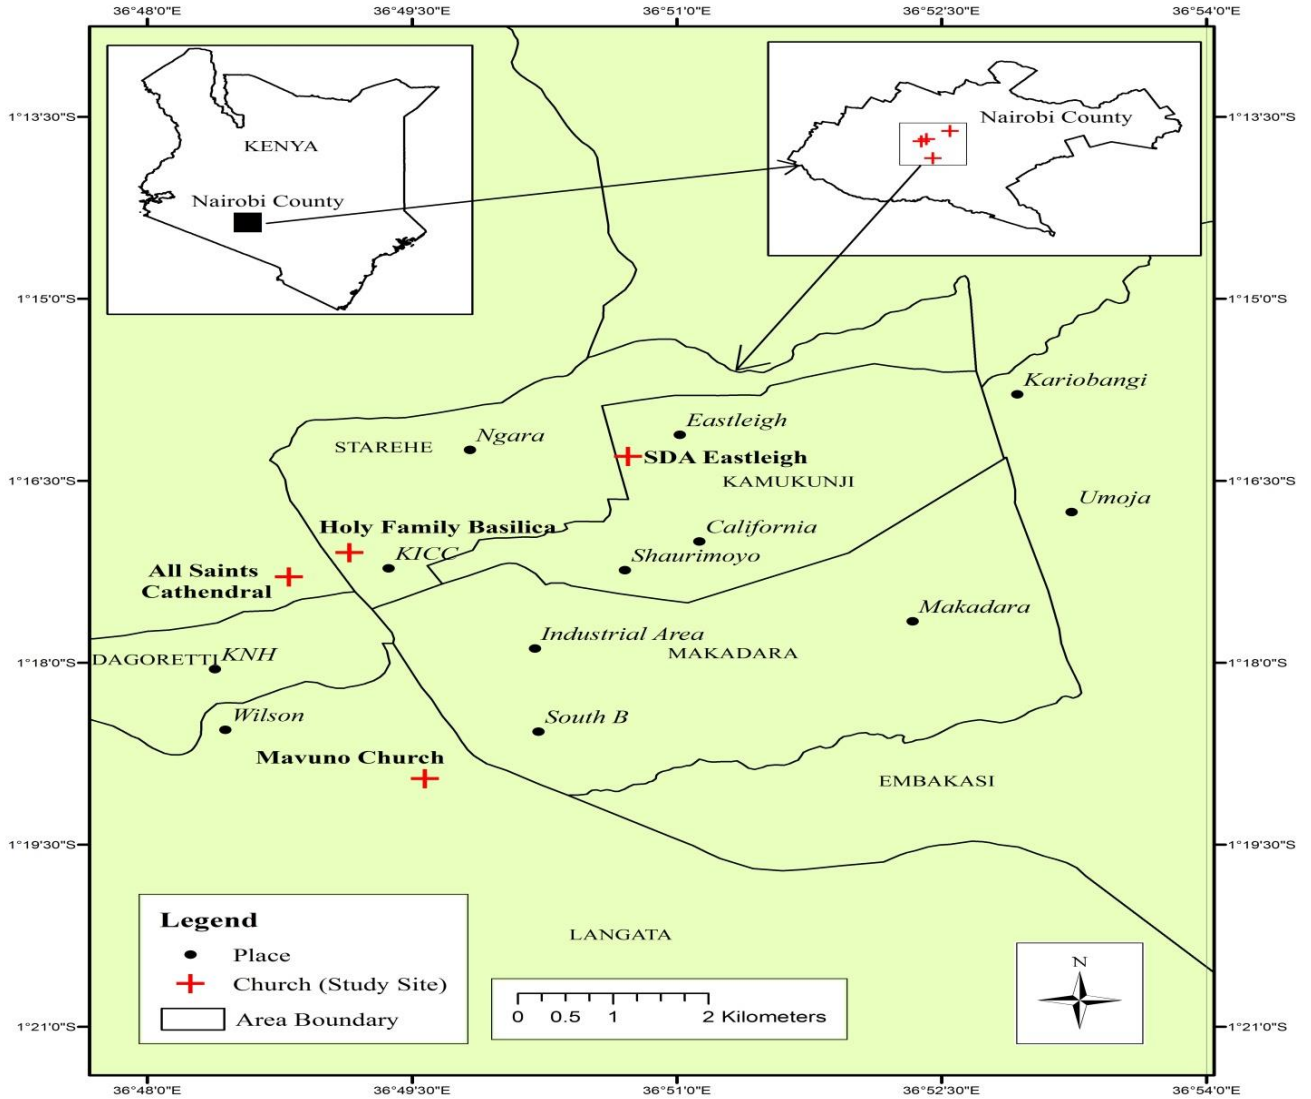 36°48'0"E
36°49'30"E
36°51'0"E
36°52'30"E
36°54'0"E
1°13'30"S
1°13'30"S
KENYA
Nairobi County
Nairobi County
1°15'0"S
1°15'0"S
Kariobangi
Eastleigh
Ngara
STAREHE
SDA Eastleigh
KAMUKUNJI
1°16'30"S
1°16'30"S
Umoja
Holy Family Basilica
California
KICC
Shaurimoyo
All Saints
Cathendral
Makadara
Industrial Area
MAKADARA
DAGORETTI
KNH
1°18'0"S
1°18'0"S
Wilson
South B
Mavuno Church
EMBAKASI
1°19'30"S
1°19'30"S
LANGATA
Legend
Place
Church (Study Site)
Area Boundary
0 0.5 1 2 Kilometers
N
1°21'0"S
1°21'0"S
36°48'0"E
36°49'30"E
36°51'0"E
36°52'30"E
36°54'0"E